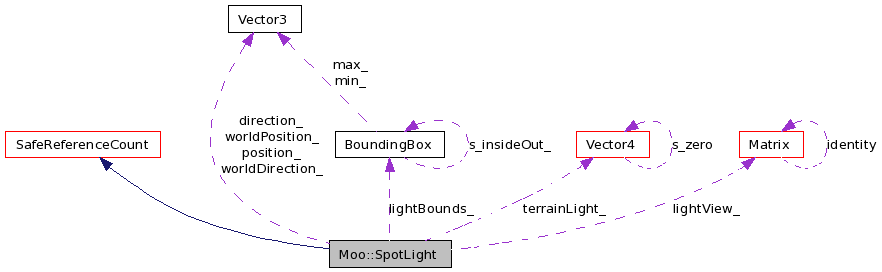 Vector3
max_
min_
direction_
worldPosition_
position_
worldDirection_
SafeReferenceCount
BoundingBox
s_insideOut_
Vector4
s_zero
Matrix
identity
lightBounds_
terrainLight_
lightView_
Moo::SpotLight